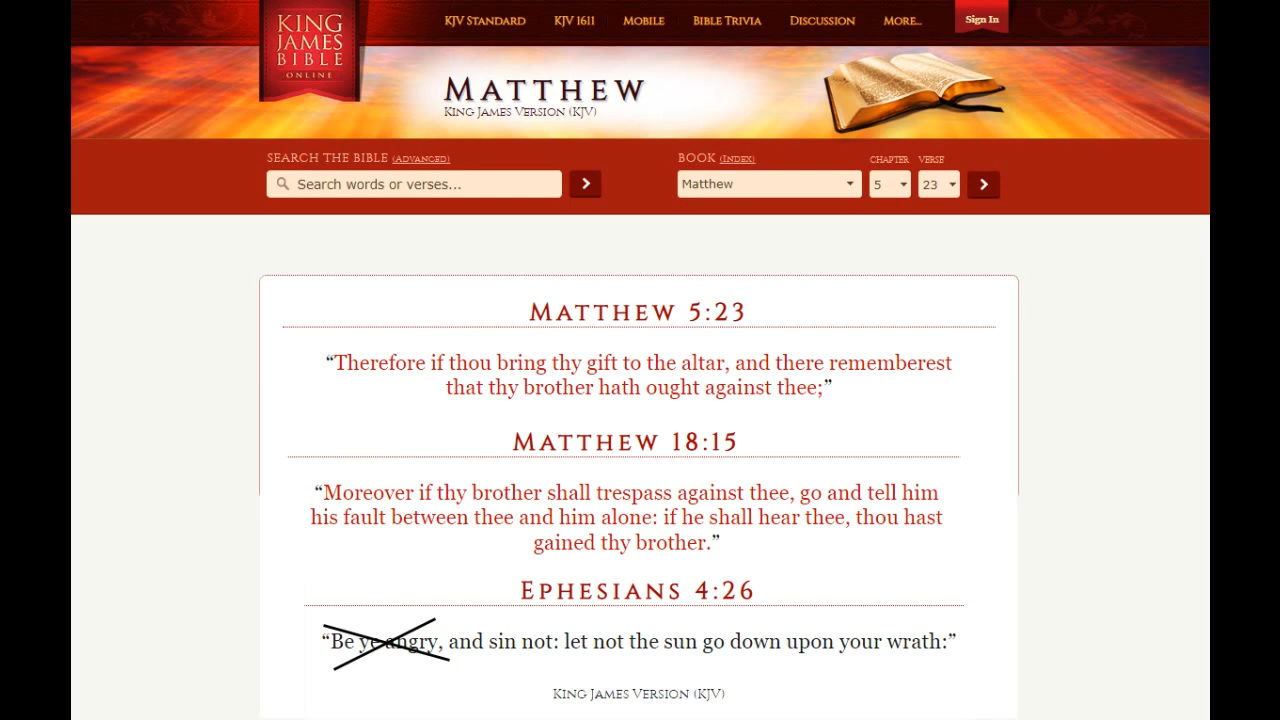 KING
JAMES
BIBLE
ONLINE
KJV STANDARD KJV 1611 MOBILE BIBLE TRIVIA DISCUSSION MORE... Sign In
MATTHEW
KING JAMES VERSION (KJV)
SEARCH THE BIBLE (ADVANCED)
Search words or verses...
BOOK (INDEX) CHAPTER VERSE
Matthew 5 23
MATTHEW 5:23
“Therefore if thou bring thy gift to the altar, and there rememberest
that thy brother hath ought against thee;”
MATTHEW 18:15
“Moreover if thy brother shall trespass against thee, go and tell him
his fault between thee and him alone: if he shall hear thee, thou hast
gained thy brother.”
EPHESIANS 4:26
“Be ye angry, and sin not: let not the sun go down upon your wrath:”
KING JAMES VERSION (KJV)